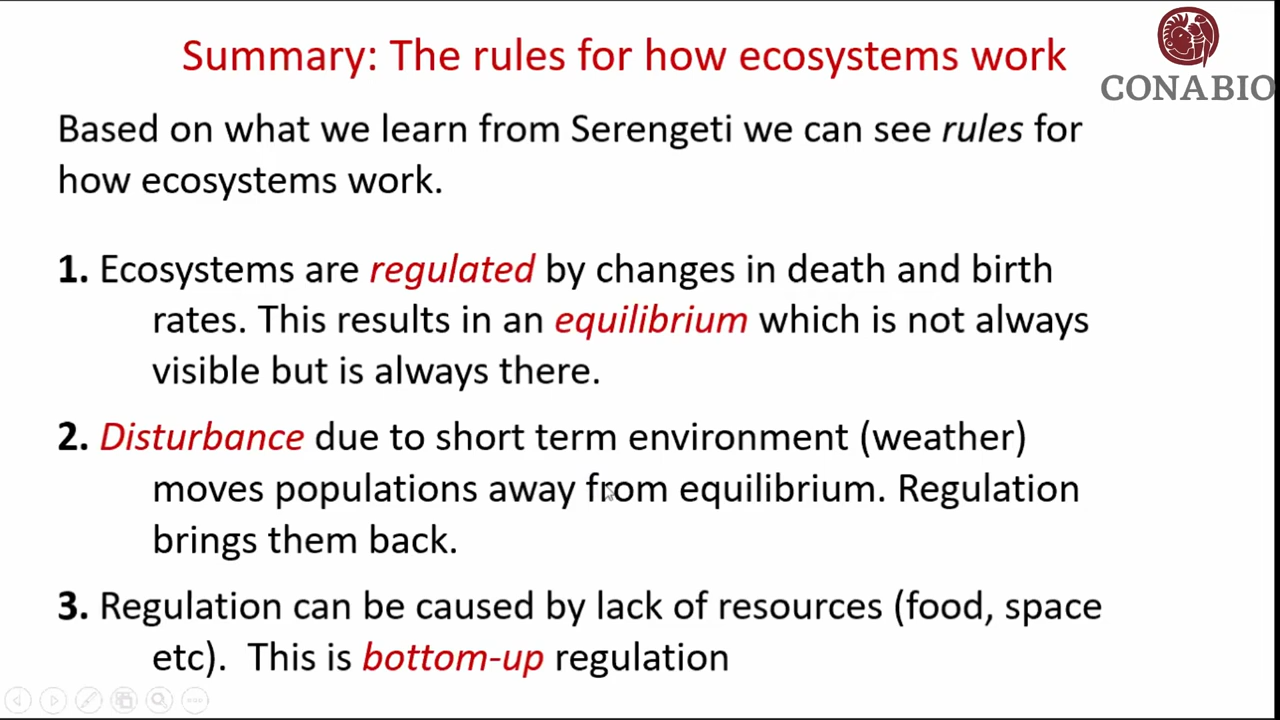 Summary: The rules for how ecosystems work
CONABIO
Based on what we learn from Serengeti we can see rules for
how ecosystems work.
1. Ecosystems are regulated by changes in death and birth
rates. This results in an equilibrium which is not always
visible but is always there.
2. Disturbance due to short term environment (weather)
moves populations away from equilibrium. Regulation
brings them back.
3. Regulation can be caused by lack of resources (food, space
etc). This is bottom-up regulation